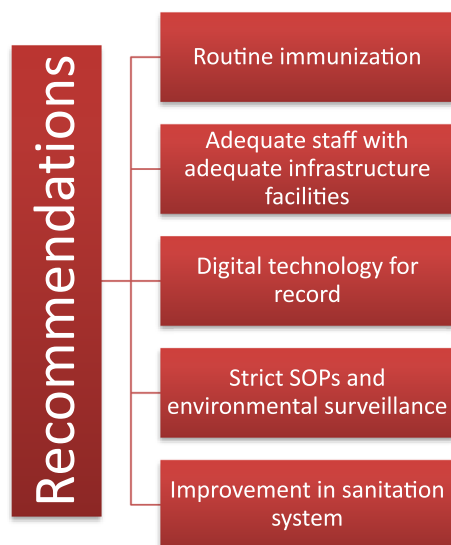 Recommendations
Routine immunization
Adequate staff with
adequate infrastructure
facilities
Digital technology for
record
Strict SOPs and
environmental surveillance
Improvement in sanitation
system